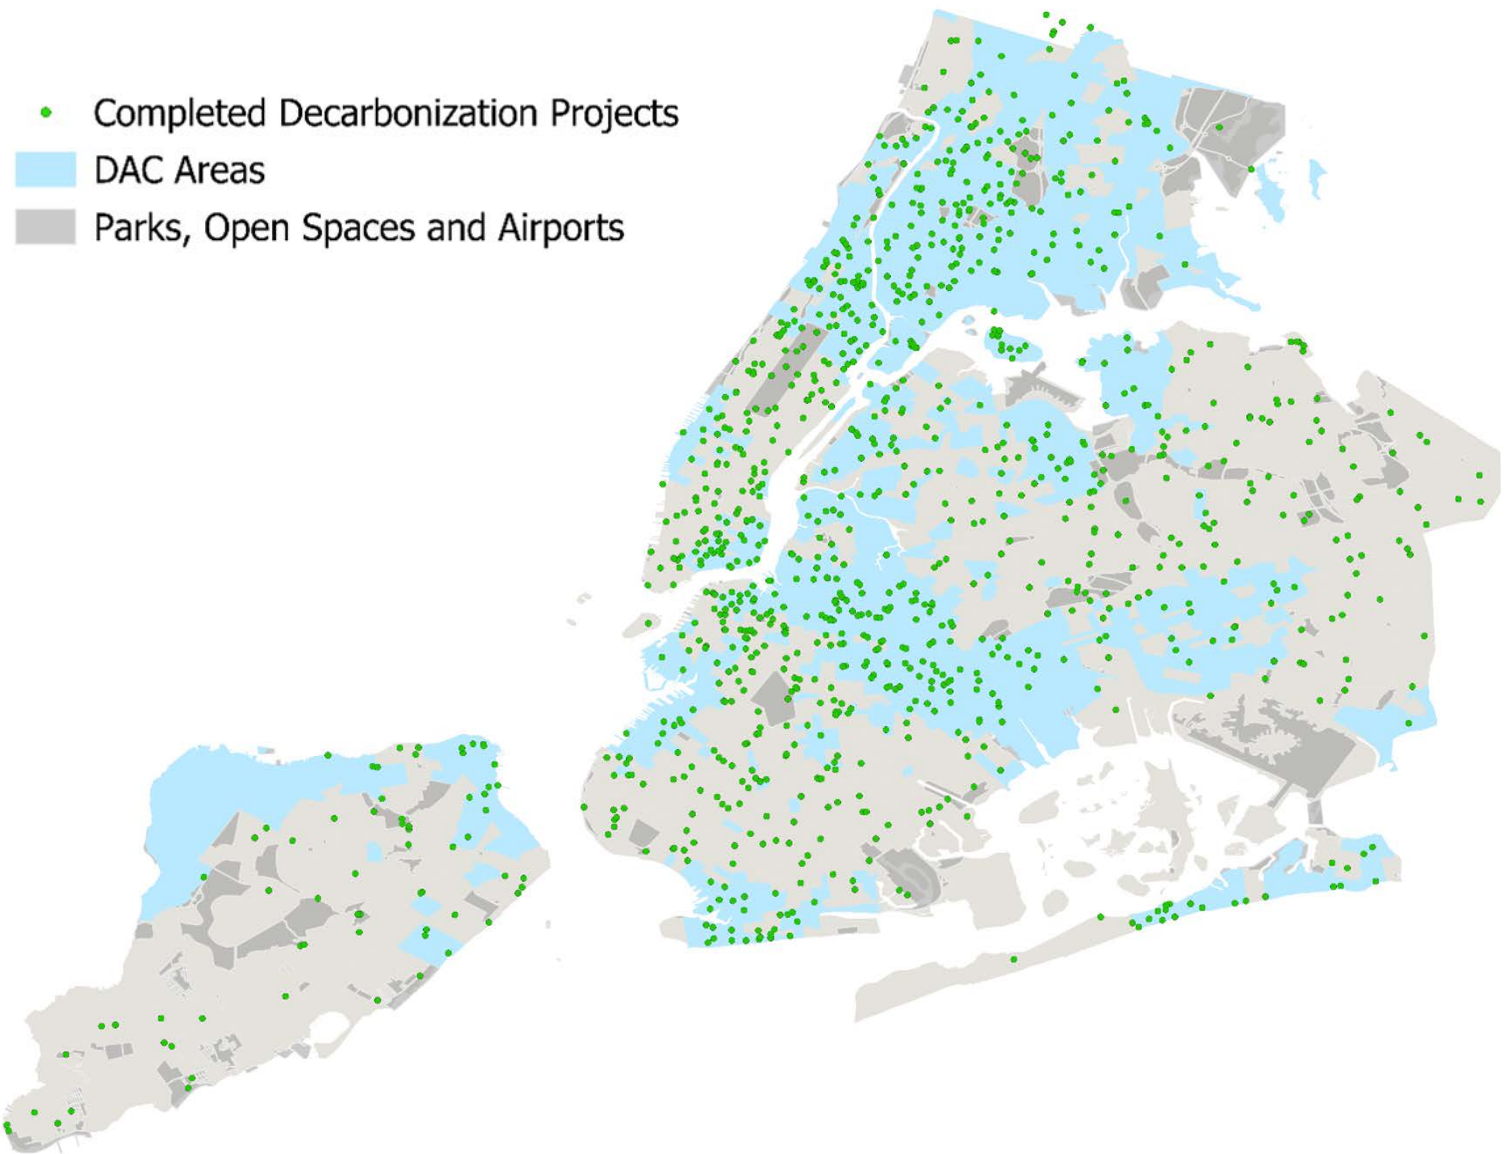 Completed Decarbonization Projects
DAC Areas
Parks, Open Spaces and Airports